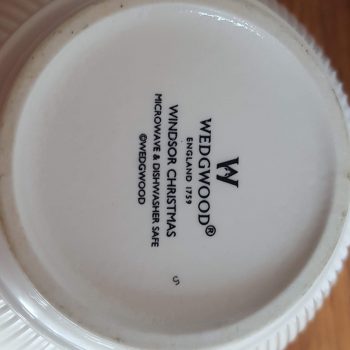 W
WEDGWOOD®
ENGLAND 1759
WINDSOR CHRISTMAS
MICROWAVE & DISHWASHER SAFE
©WEDGWOOD
S